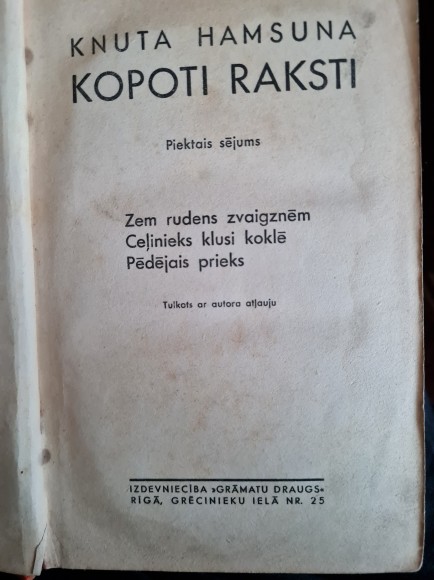 KNUTA HAMSUNA
KOPOTI RAKSTI
Piektais sējums
Zem rudens zvaigznēm
Ceļinieks klusi koklē
Pēdējais prieks
Tulkots ar autora atļauju
IZDEVNIECĪBA »GRĀMATU DRAUGS«
RĪGĀ, GRĒCINIEKU IELĀ NR. 25